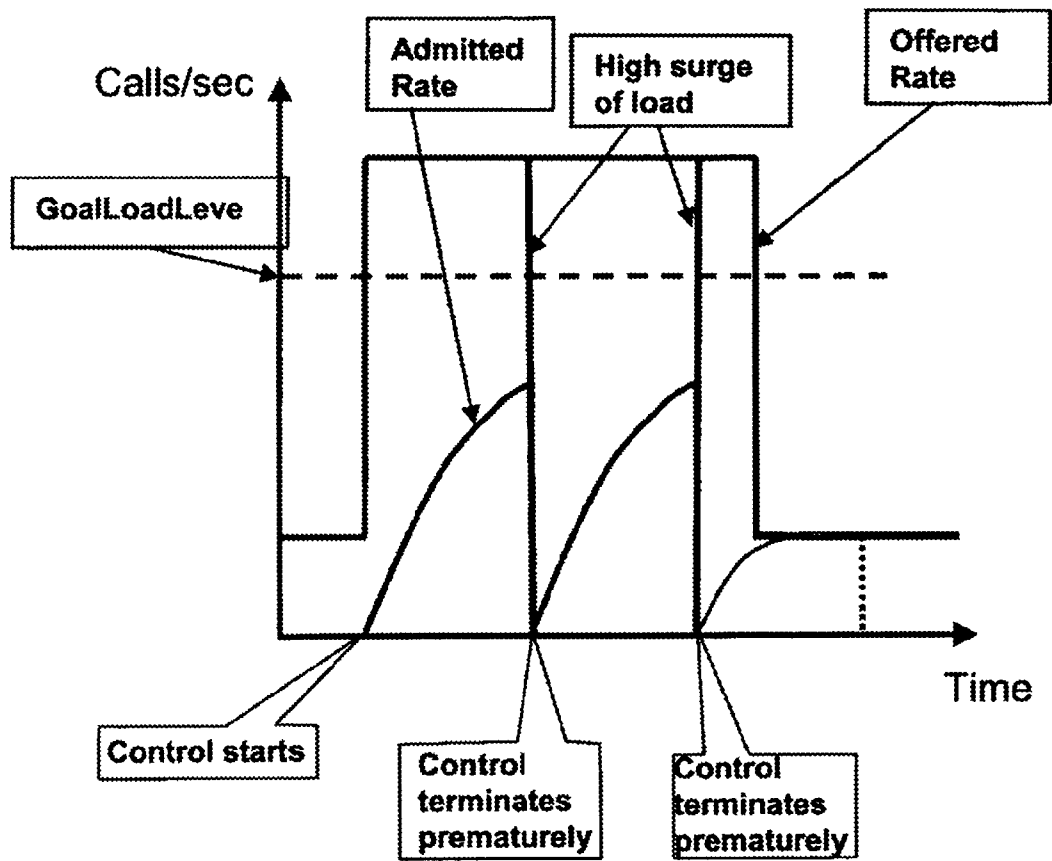 Admitted
Rate
High surge
of load
Offered
Rate
Calls/sec
GoalLoadLeve
Time
Control starts
Control
terminates
prematurely
Control
terminates
prematurely